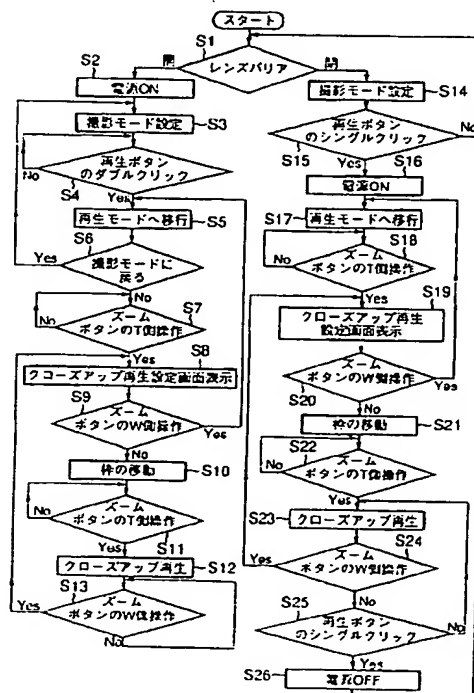 スタート
S1
レンズバリア
開
閉
S2
電源ON
撮影モード設定
S3
再生ボタン
のダブルクリック
No
S4
Yes
再生モードへ移行
S5
S6
Yes
撮影モードに
戻る
No
S7
ズーム
ボタンのT側操作
No
Yes
S8
クローズアップ再生設定画面表示
S9
ズーム
ボタンのW側操作
Yes
No
枠の移動
S10
ズーム
ボタンのT側操作
No
S11
Yes
クローズアップ再生
S12
S13
ズーム
ボタンのW側操作
Yes
No
撮影モード設定
S14
再生ボタン
のシングルクリック
No
S15
Yes
S16
電源ON
S17
再生モードへ移行
S18
ズーム
ボタンのT側操作
No
Yes
S19
クローズアップ再生
設定画面表示
ズーム
ボタンのW側操作
Yes
S20
No
S21
枠の移動
S22
ズーム
ボタンのT側操作
No
Yes
S23
クローズアップ再生
S24
ズーム
ボタンのW側操作
Yes
No
S25
再生ボタン
のシングルクリック
No
Yes
S26
電源OFF